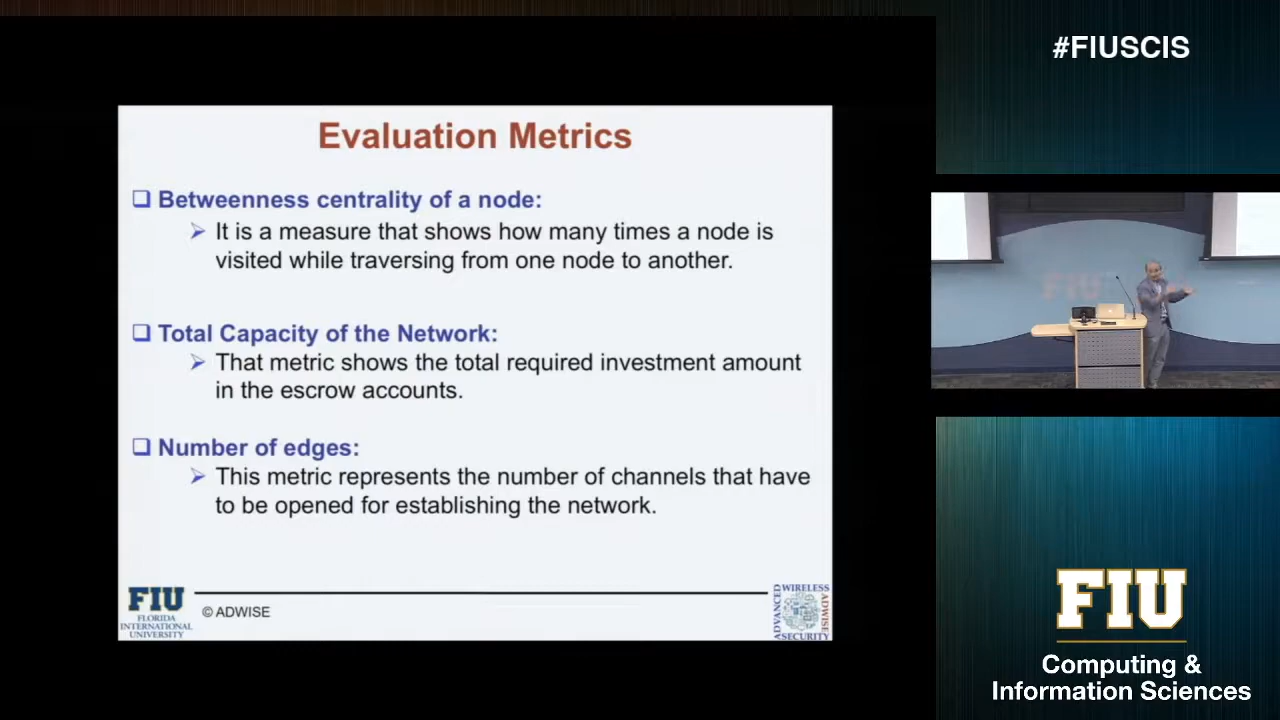 #FIUSCIS
Evaluation Metrics
❑ Betweenness centrality of a node:
➢ It is a measure that shows how many times a node is
visited while traversing from one node to another.
❑ Total Capacity of the Network:
➢ That metric shows the total required investment amount
in the escrow accounts.
❑ Number of edges:
➢ This metric represents the number of channels that have
to be opened for establishing the network.
FIU
FLORIDA
INTERNATIONAL
UNIVERSITY
© ADWISE
ADVANCED
WIRELESS
ADWISE
SECURITY
FIU
FIU
Computing &
Information Sciences